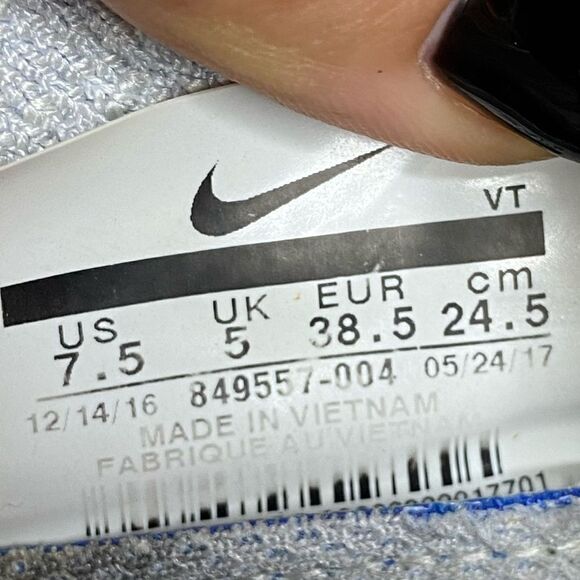 VT
US UK EUR cm
7.5 5 38.5 24.5
12/14/16 849557-004 05/24/17
MADE IN VIETNAM
FABRIQUE AU VIETNAM